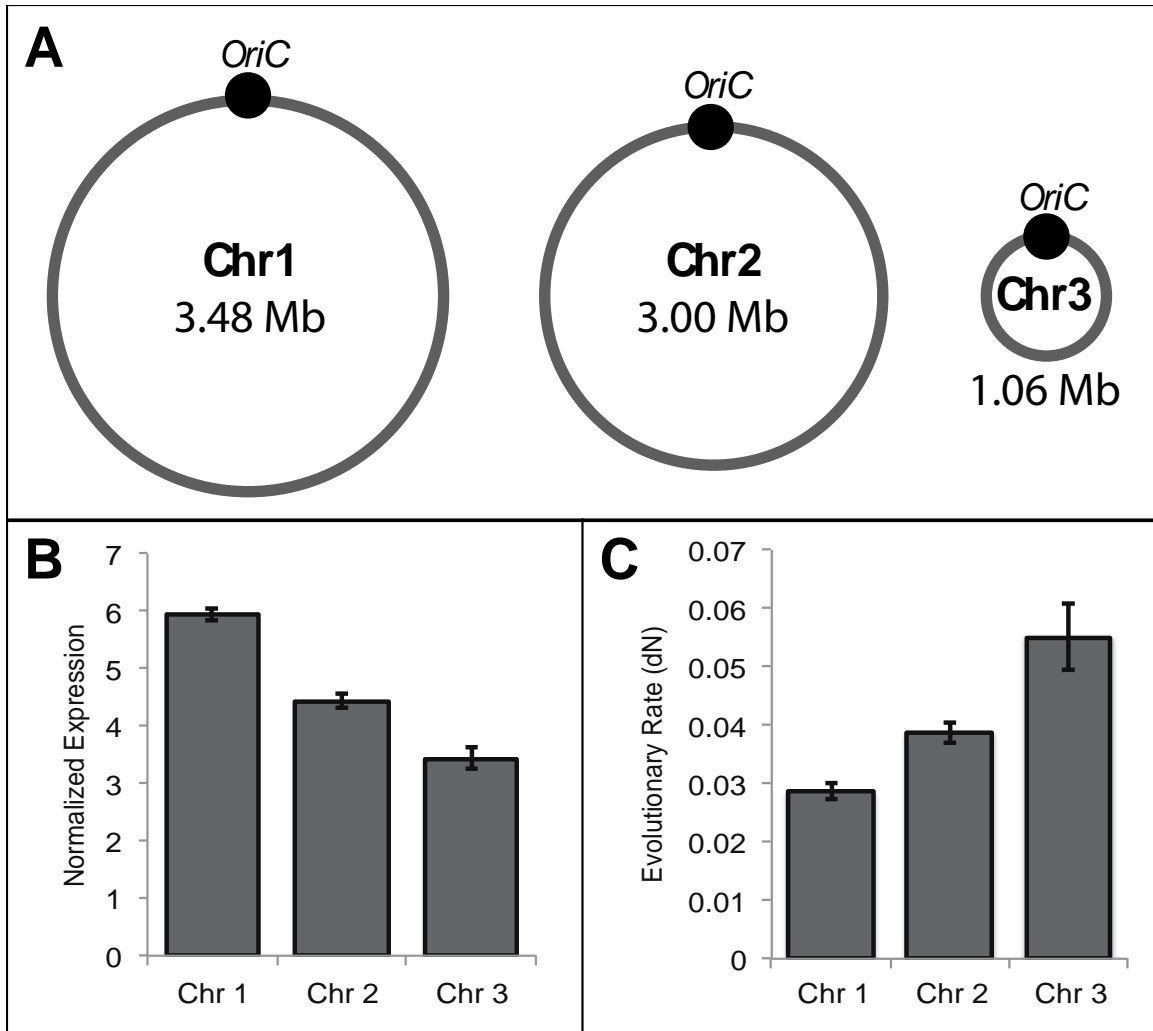 A
OriC
Chr1
3.48 Mb
OriC
Chr2
3.00 Mb
OriC
Chr3
1.06 Mb
B
Normalized Expression
7
6
5
4
3
2
1
0
Chr 1
Chr 2
Chr 3
C
Evolutionary Rate (dN)
0.07
0.06
0.05
0.04
0.03
0.02
0.01
0
Chr 1
Chr 2
Chr 3